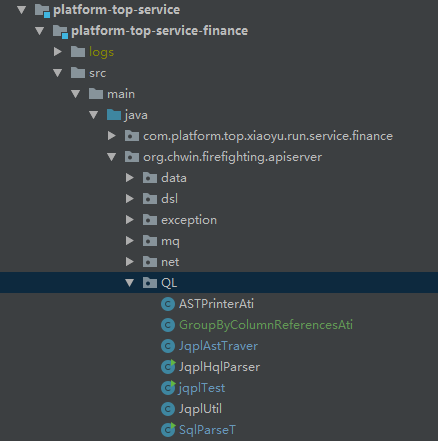 platform-top-service
platform-top-service-finance
logs
src
main
java
com.platform.top.xiaoyu.run.service.finance
org.chwin.firefighting.apiserver
data
dsl
exception
mq
net
QL
ASTPrinterAti
GroupByColumnReferencesAti
JqplAstTraver
JqplHqlParser
jqplTest
JqplUtil
SqlParseT